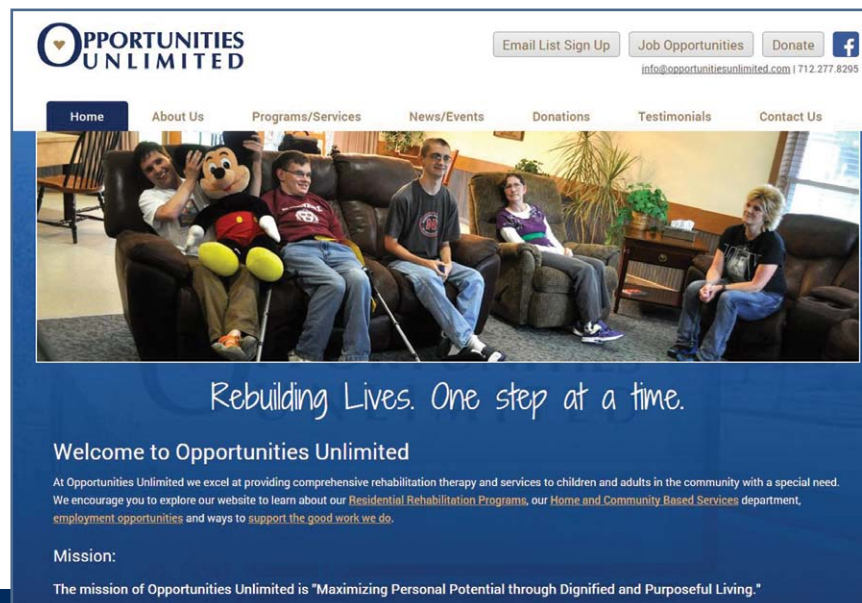 OPPORTUNITIES
UNLIMITED
Email List Sign Up Job Opportunities Donate f
info@opportunitiesunlimited.com | 712.277.8295
Home About Us Programs/Services News/Events Donations Testimonials Contact Us
Rebuilding Lives. One step at a time.
Welcome to Opportunities Unlimited
At Opportunities Unlimited we excel at providing comprehensive rehabilitation therapy and services to children and adults in the community with a special need.
We encourage you to explore our website to learn about our Residential Rehabilitation Programs, our Home and Community Based Services department,
employment opportunities and ways to support the good work we do.
Mission:
The mission of Opportunities Unlimited is "Maximizing Personal Potential through Dignified and Purposeful Living."